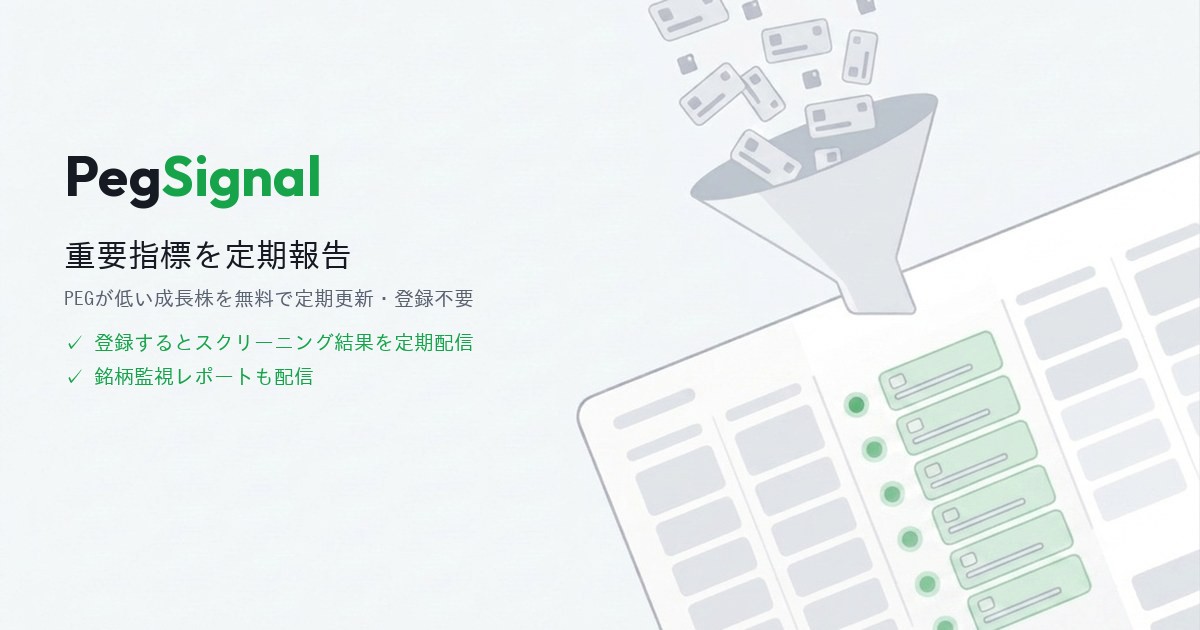 PegSignal
重要指標を定期報告
PEGが低い成長株を無料で定期更新・登録不要
✓ 登録するとスクリーニング結果を定期配信
✓ 銘柄監視レポートも配信